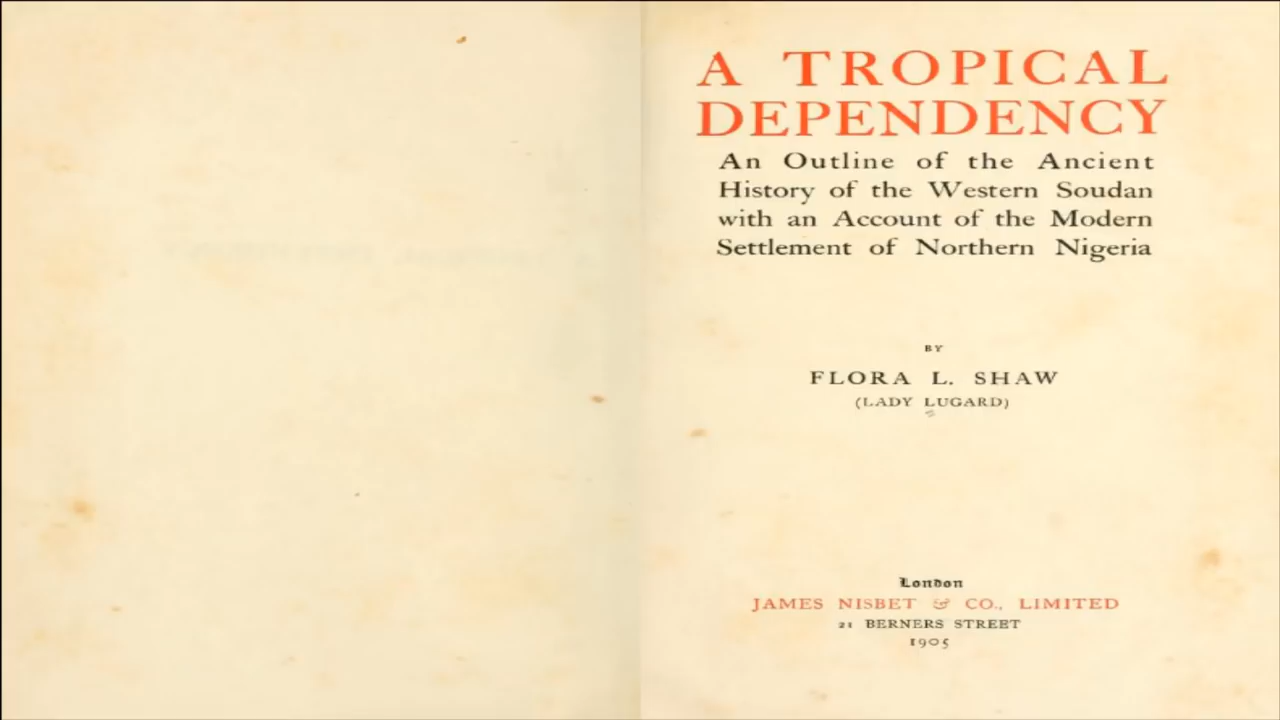 A TROPICAL
DEPENDENCY
An Outline of the Ancient
History of the Western Soudan
with an Account of the Modern
Settlement of Northern Nigeria
BY
FLORA L. SHAW
(LADY LUGARD)
London
JAMES NISBET & CO., LIMITED
21 BERNERS STREET
1905